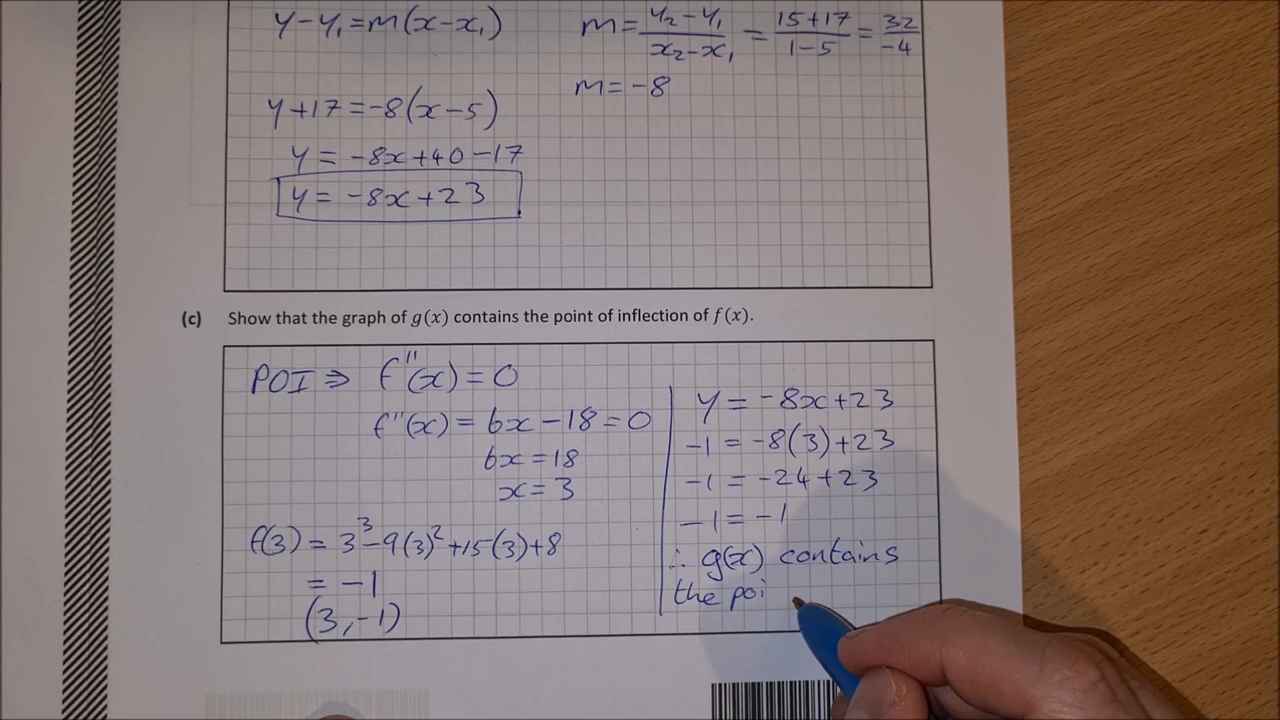 y - y₁ = m(x - x₁)
m = y₂ - y₁ / x₂ - x₁ = 15 + 17 / 1 - 5 = 32 / -4
m = -8
y + 17 = -8(x - 5)
y = -8x + 40 - 17
y = -8x + 23
(c) Show that the graph of g(x) contains the point of inflection of f(x).
POI ⇒ f''(x) = 0
f''(x) = 6x - 18 = 0
6x = 18
x = 3
f(3) = 3³ - 9(3)² + 15(3) + 8
= -1
(3, -1)
y = -8x + 23
-1 = -8(3) + 23
-1 = -24 + 23
-1 = -1
∴ g(x) contains
the poi